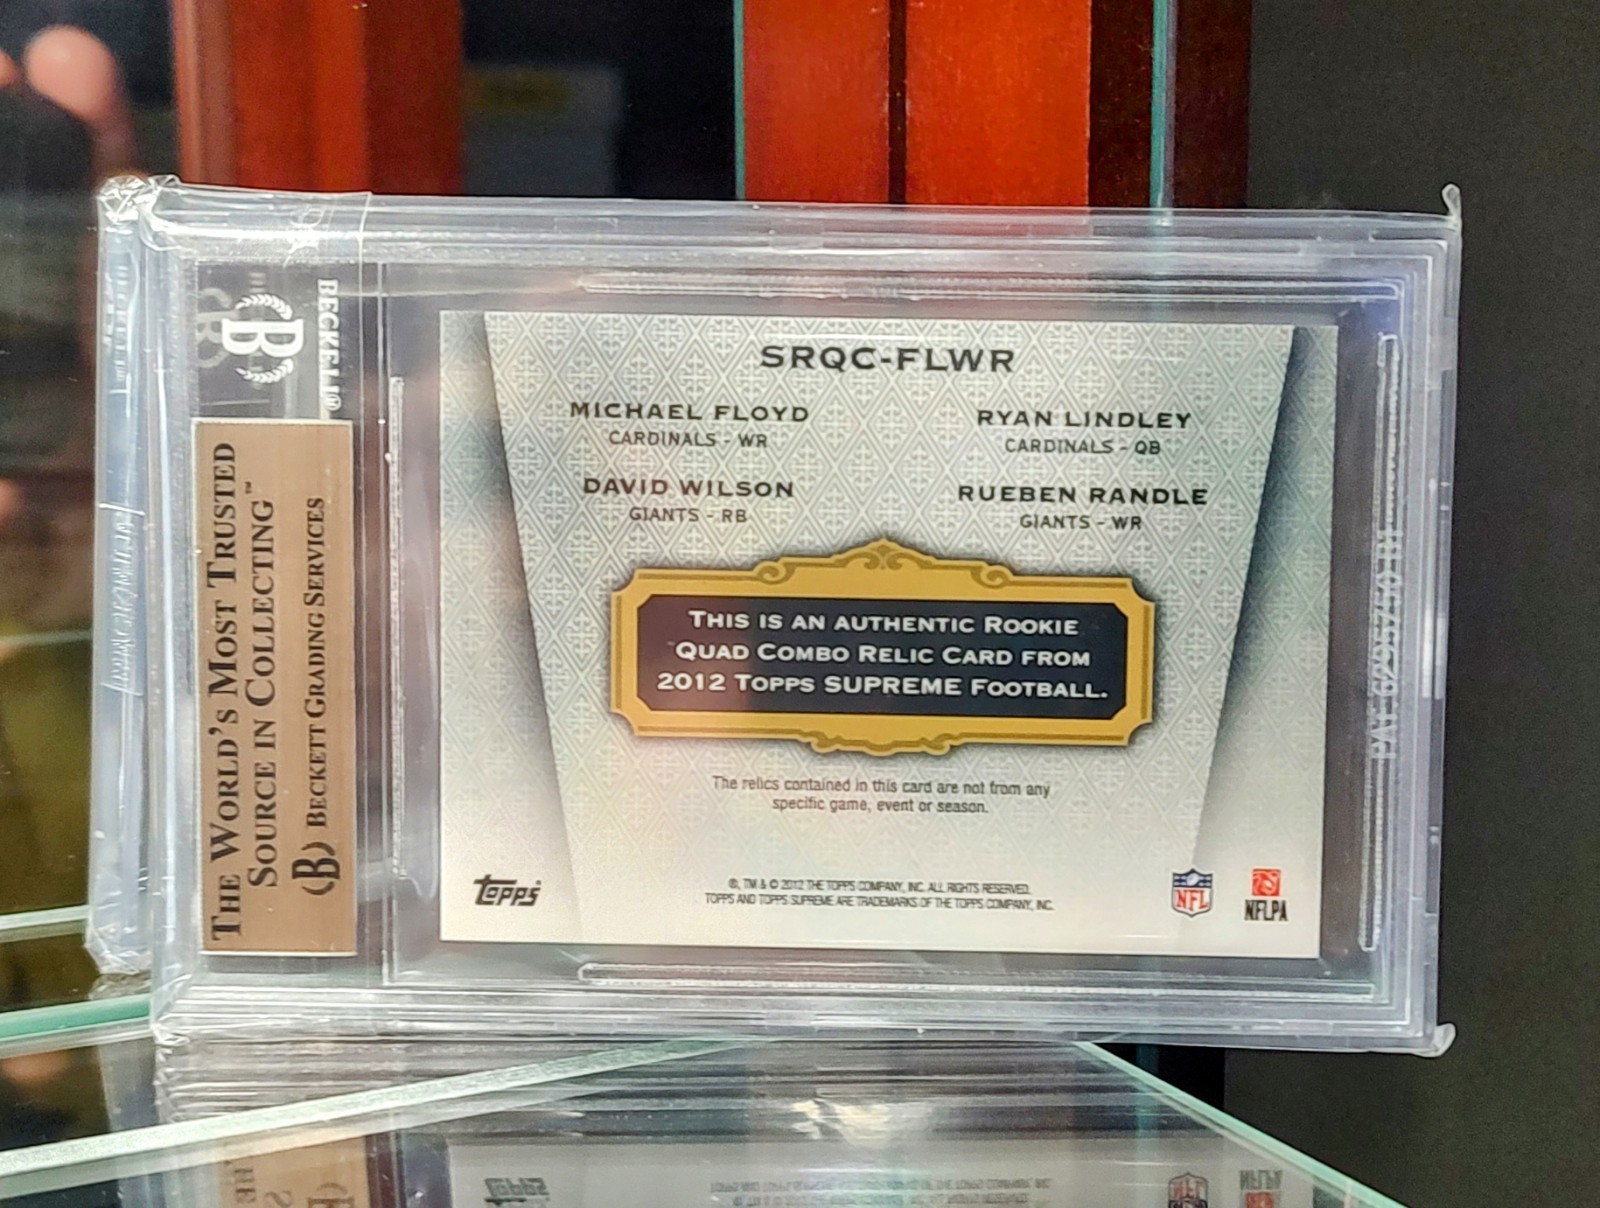 BECKETT®
B
THE WORLD'S MOST TRUSTED
SOURCE IN COLLECTING™
B BECKETT GRADING SERVICES
SRQC-FLWR
MICHAEL FLOYD
CARDINALS - WR
RYAN LINDLEY
CARDINALS - QB
DAVID WILSON
GIANTS - RB
RUEBEN RANDLE
GIANTS - WR
THIS IS AN AUTHENTIC ROOKIE
QUAD COMBO RELIC CARD FROM
2012 TOPPS SUPREME FOOTBALL.
The relics contained in this card are not from any
specific game, event or season.
topps
®, TM & © 2012 THE TOPPS COMPANY, INC. ALL RIGHTS RESERVED.
TOPPS AND TOPPS SUPREME ARE TRADEMARKS OF THE TOPPS COMPANY, INC.
NFL
NFLPA